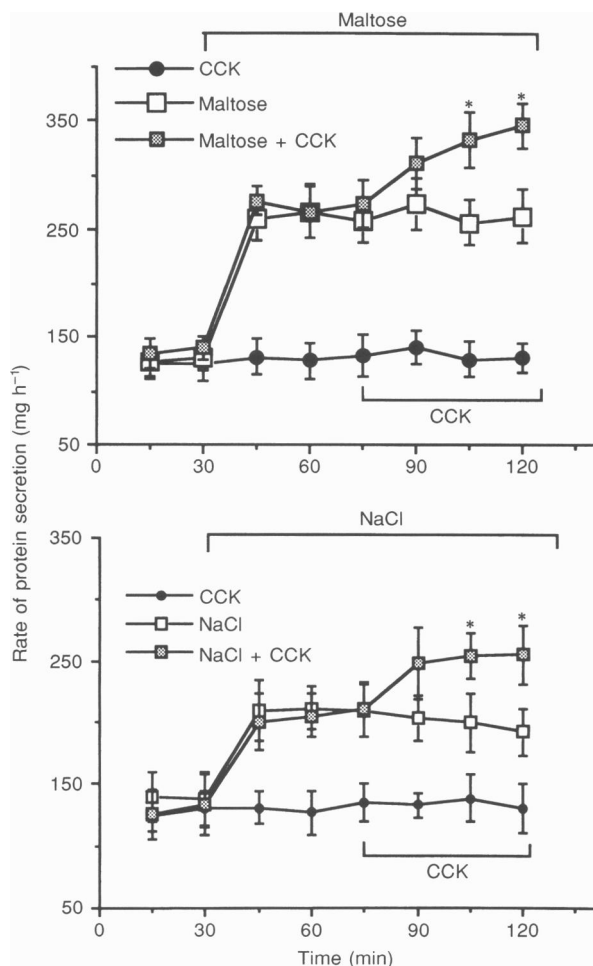 Maltose
CCK
Maltose
Maltose + CCK
* *
350
250
150
50
CCK
0 30 60 90 120
Rate of protein secretion (mg h⁻¹)
NaCl
350
CCK
NaCl
NaCl + CCK
* *
250
150
50
CCK
0 30 60 90 120
Time (min)